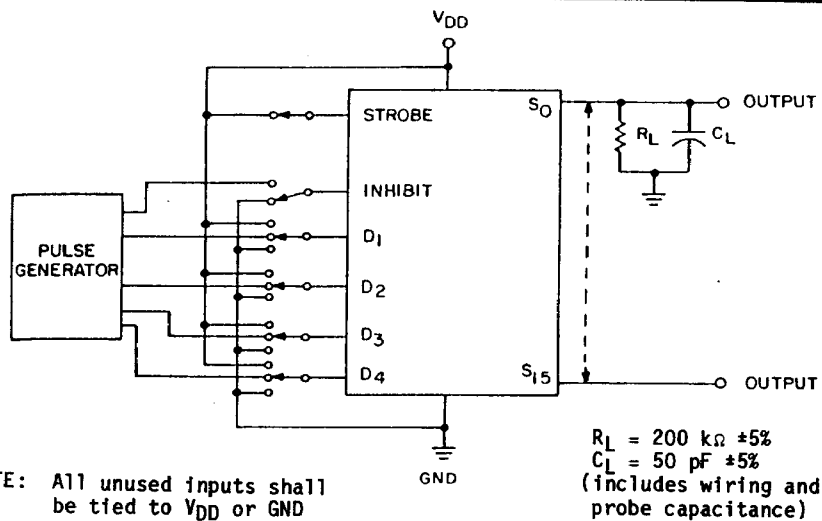 VDD
STROBE
S0
OUTPUT
RL
CL
INHIBIT
PULSE
GENERATOR
D1
D2
D3
D4
S15
OUTPUT
GND
TE: All unused inputs shall
be tied to VDD or GND
RL = 200 kΩ ±5%
CL = 50 pF ±5%
(includes wiring and
probe capacitance)